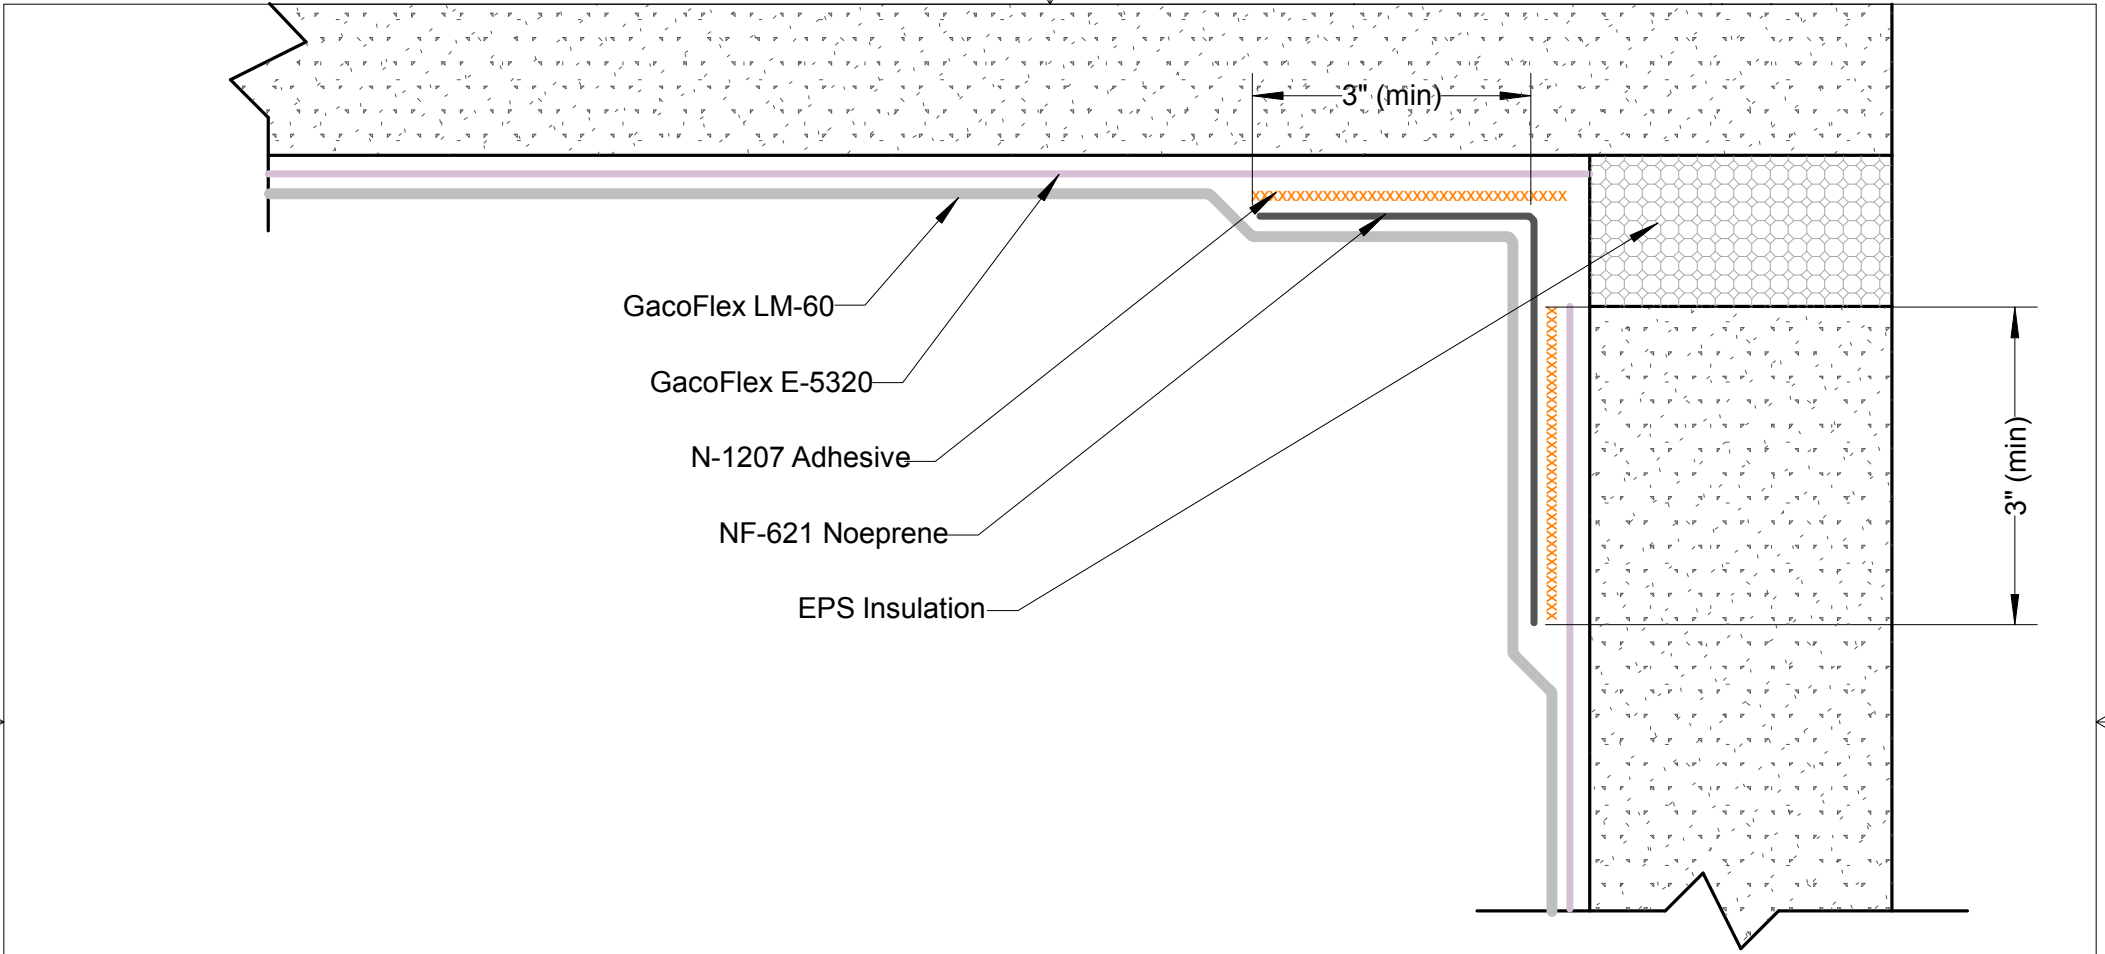 3" (min)
GacoFlex LM-60
GacoFlex E-5320
N-1207 Adhesive
NF-621 Noeprene
EPS Insulation
3" (min)